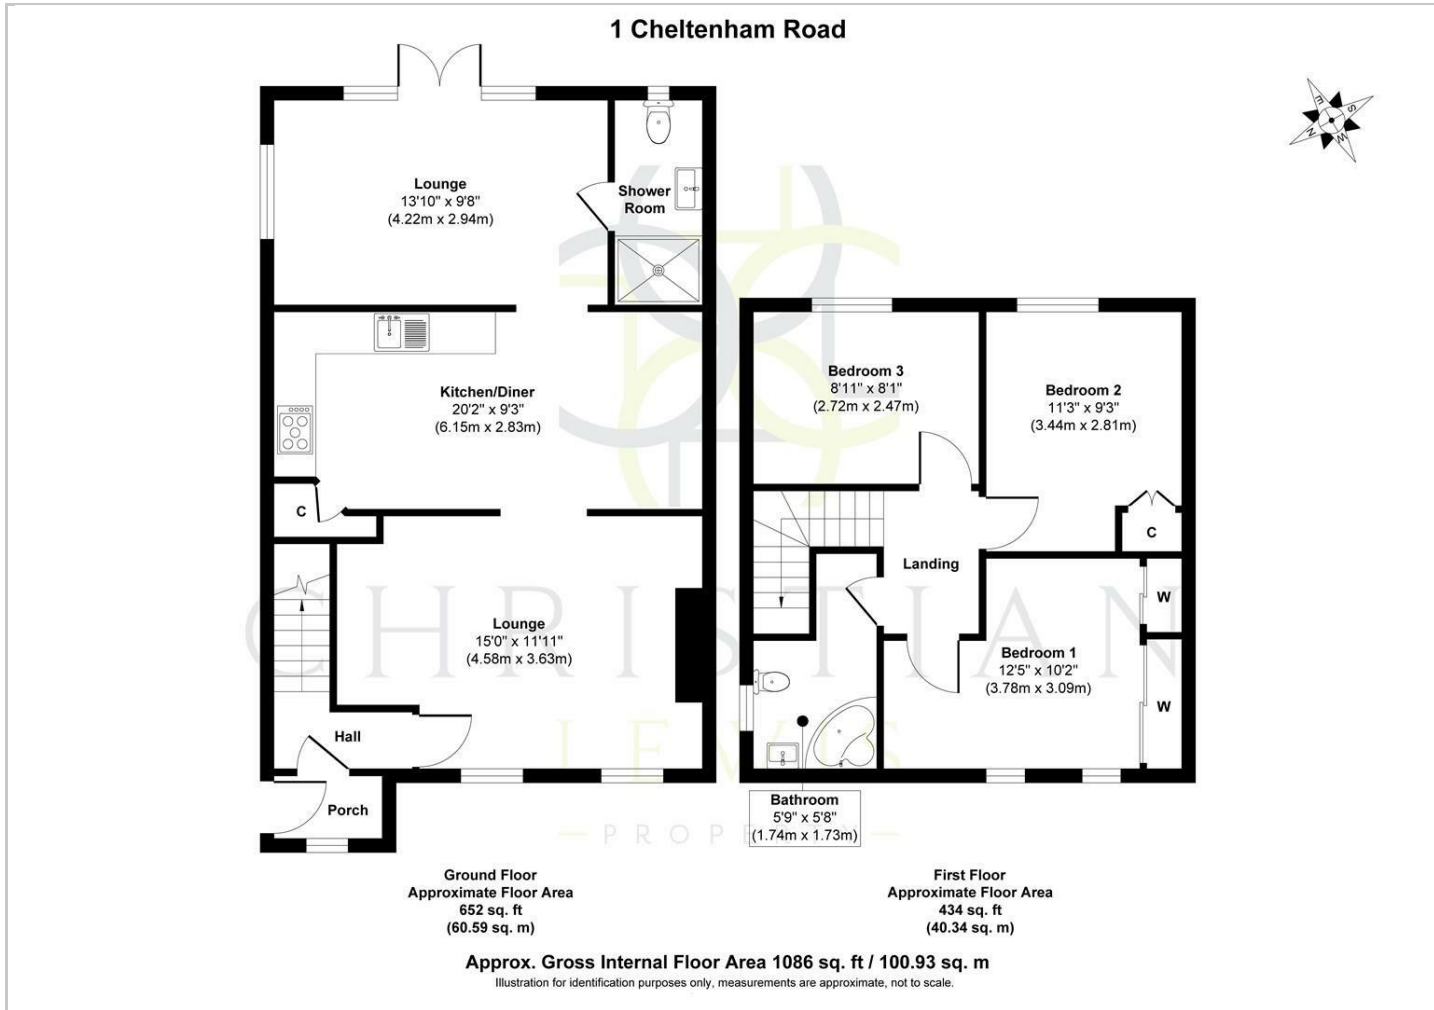 1 Cheltenham Road
E
S
N
W
Lounge
13'10" x 9'8"
(4.22m x 2.94m)
Shower
Room
Kitchen/Diner
20'2" x 9'3"
(6.15m x 2.83m)
C
Lounge
15'0" x 11'11"
(4.58m x 3.63m)
Hall
Porch
Bedroom 3
8'11" x 8'1"
(2.72m x 2.47m)
Bedroom 2
11'3" x 9'3"
(3.44m x 2.81m)
C
Landing
W
Bedroom 1
12'5" x 10'2"
(3.78m x 3.09m)
W
Bathroom
5'9" x 5'8"
(1.74m x 1.73m)
CHRISTIAN
LEWIS
PROPERTY
Ground Floor
Approximate Floor Area
652 sq. ft
(60.59 sq. m)
First Floor
Approximate Floor Area
434 sq. ft
(40.34 sq. m)
Approx. Gross Internal Floor Area 1086 sq. ft / 100.93 sq. m
Illustration for identification purposes only, measurements are approximate, not to scale.